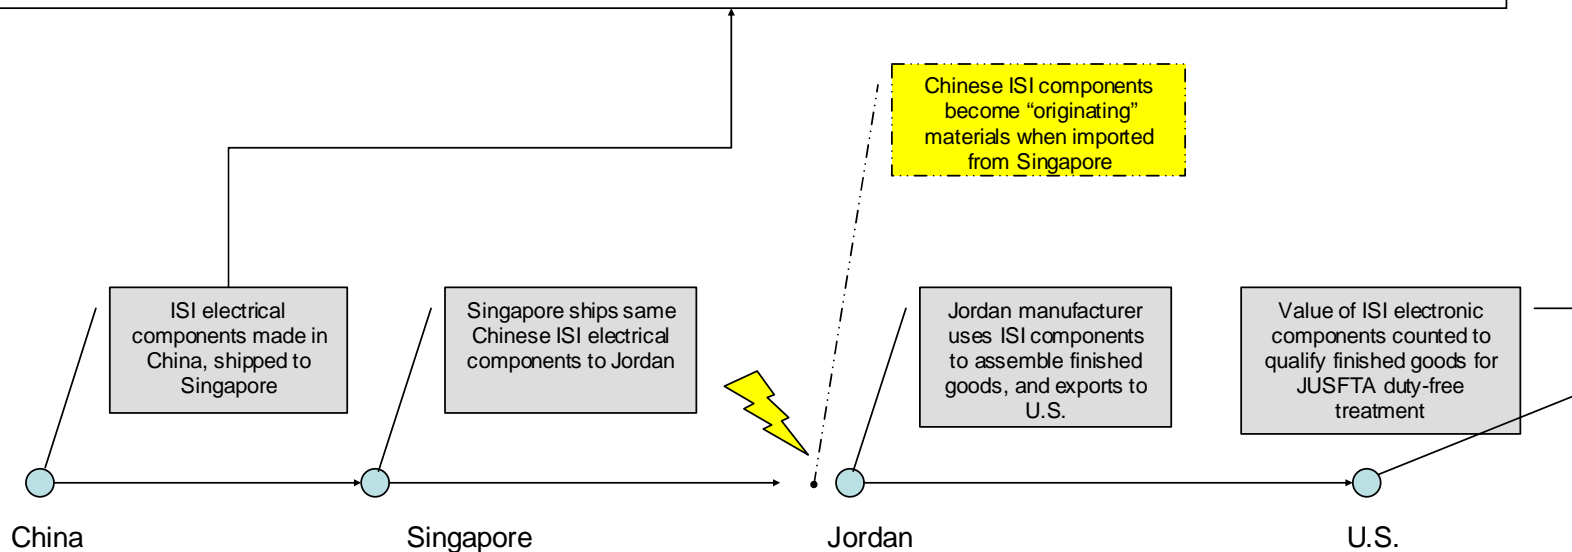 Chinese ISI components
become “originating”
materials when imported
from Singapore
ISI electrical
components made in
China, shipped to
Singapore
Singapore ships same
Chinese ISI electrical
components to Jordan
Jordan manufacturer
uses ISI components
to assemble finished
goods, and exports to
U.S.
Value of ISI electronic
components counted to
qualify finished goods for
JUSFTA duty-free
treatment
China
Singapore
Jordan
U.S.